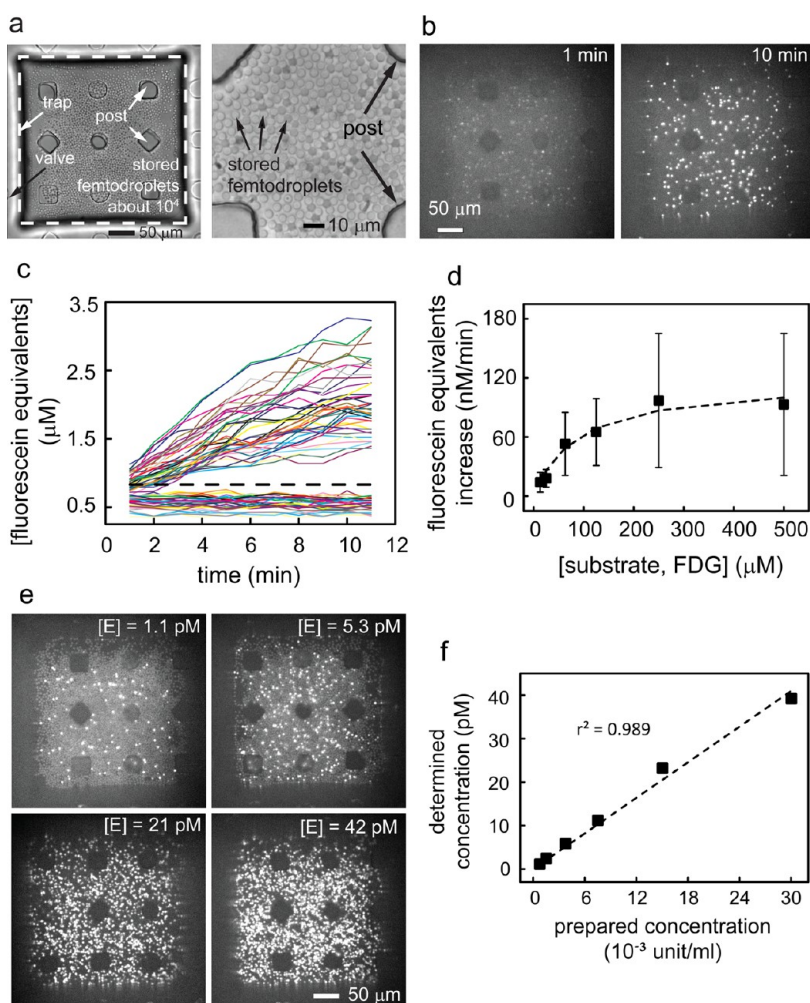 a
trap
post
valve
stored
femtodroplets
about 10⁴
50 μm
stored
femtodroplets
post
10 μm
b
1 min
10 min
50 μm
c
[fluorescein equivalents]
(μM)
3.5
2.5
1.5
0.5
2 4 6 8 10 12
time (min)
d
fluorescein equivalents
increase (nM/min)
180
120
60
0
0 100 200 300 400 500
[substrate, FDG] (μM)
e
[E] = 1.1 pM
[E] = 5.3 pM
[E] = 21 pM
[E] = 42 pM
50 μm
f
determined
concentration (pM)
40
30
20
10
0
r² = 0.989
0 6 12 18 24 30
prepared concentration
(10⁻³ unit/ml)